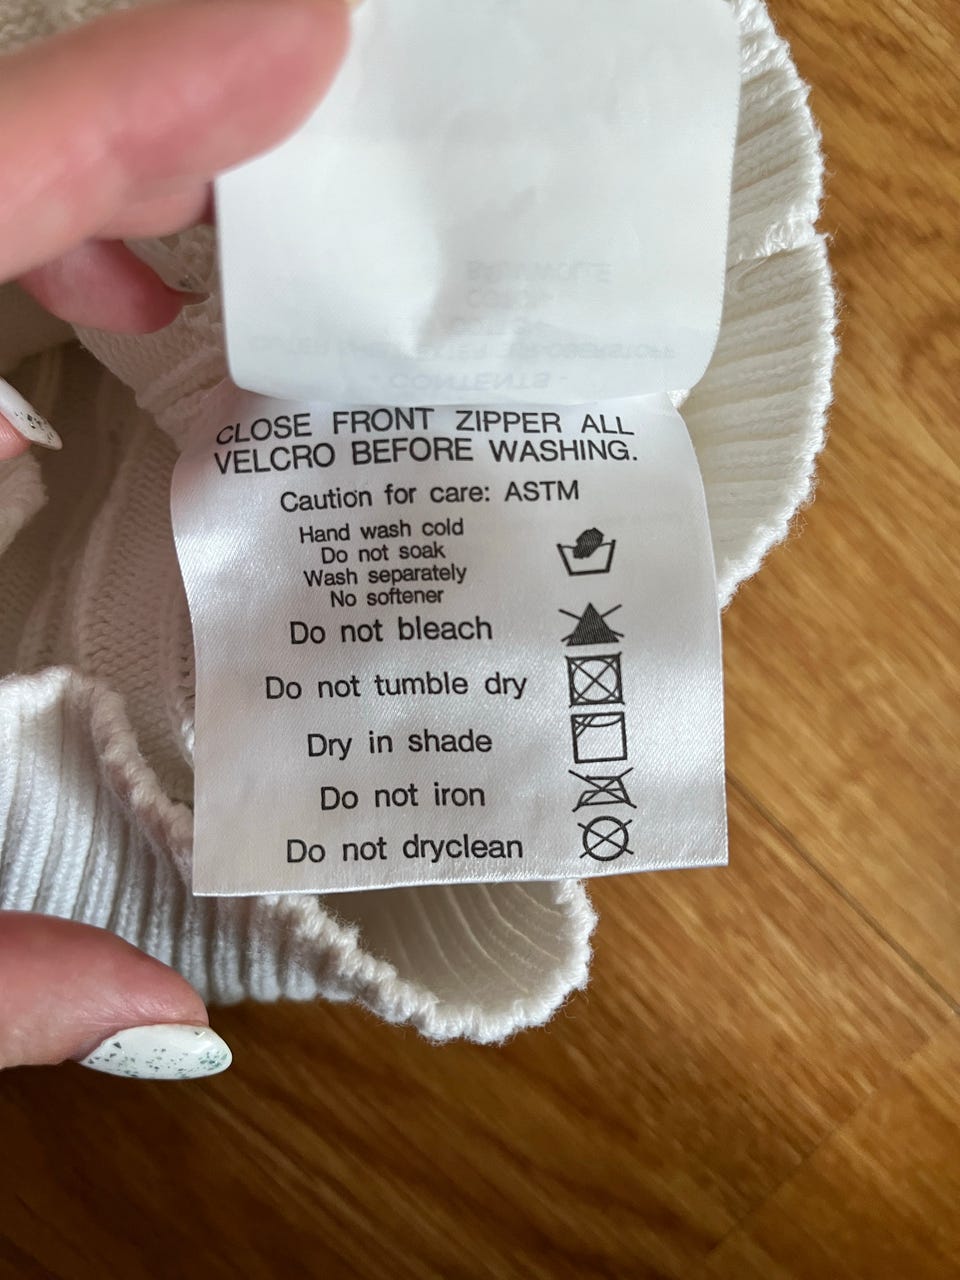 - CONTENTS -
CLOSE FRONT ZIPPER ALL
VELCRO BEFORE WASHING.
Caution for care: ASTM
Hand wash cold
Do not soak
Wash separately
No softener
Do not bleach
Do not tumble dry
Dry in shade
Do not iron
Do not dryclean